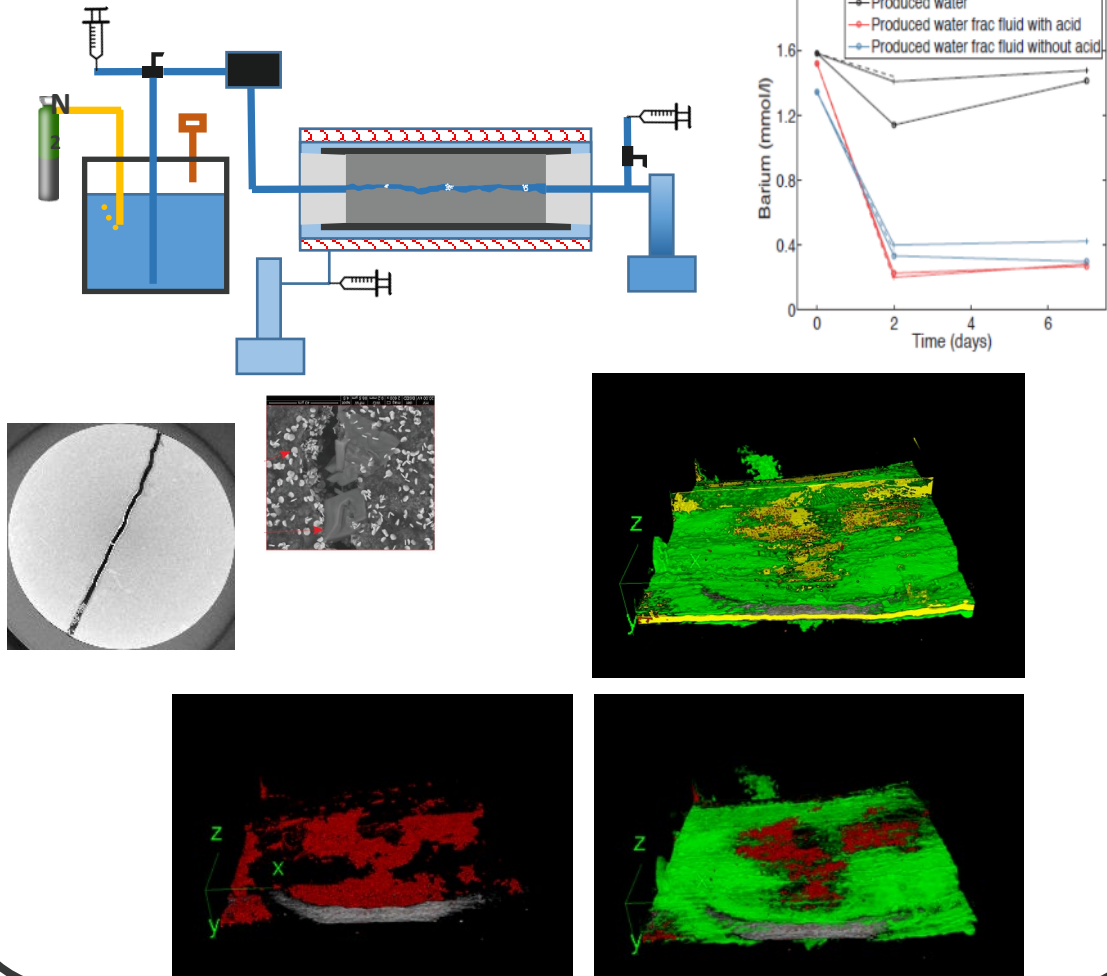 N
2
Produced water
Produced water frac fluid with acid
Produced water frac fluid without acid
Barium (mmol/l)
1.6
1.2
0.8
0.4
0
0
2
4
6
Time (days)
z
y
z
x
y
z
y